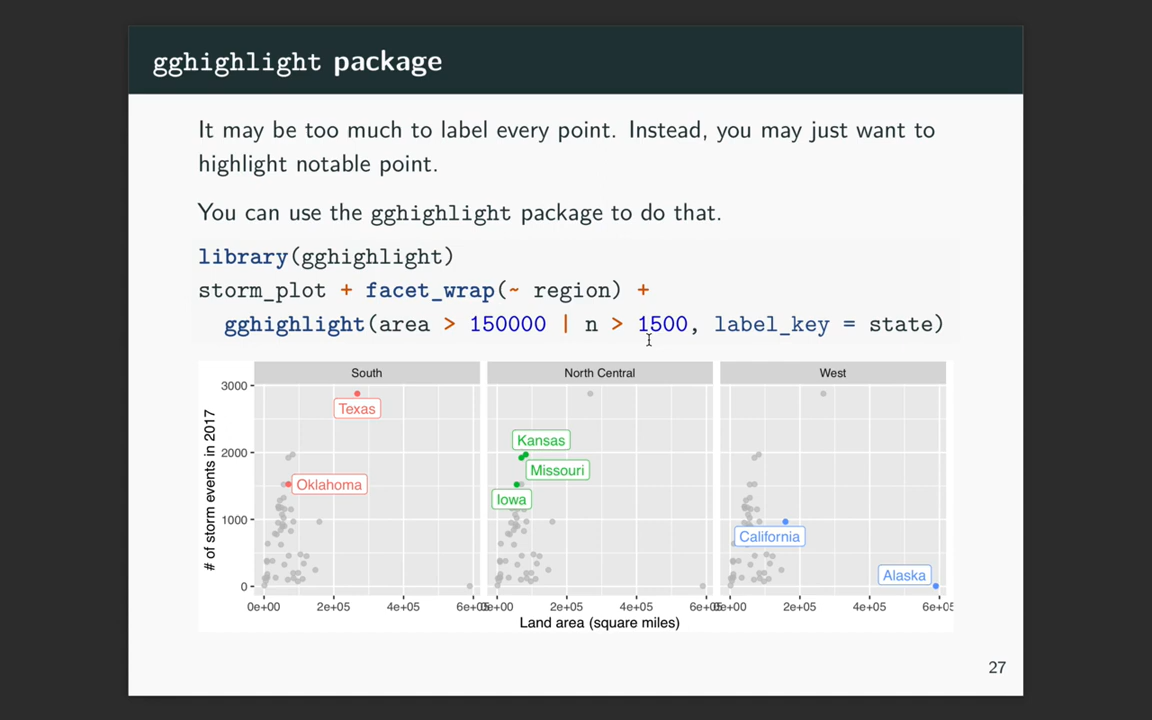 gghighlight package
It may be too much to label every point. Instead, you may just want to
highlight notable point.
You can use the gghighlight package to do that.
library(gghighlight)
storm_plot + facet_wrap(~ region) +
gghighlight(area > 150000 | n > 1500, label_key = state)
South North Central West
# of storm events in 2017
3000
2000
1000
0
Texas
Oklahoma
Kansas
Missouri
Iowa
California
Alaska
0e+00 2e+05 4e+05 6e+05 0e+00 2e+05 4e+05 6e+05 0e+00 2e+05 4e+05 6e+05
Land area (square miles)
27